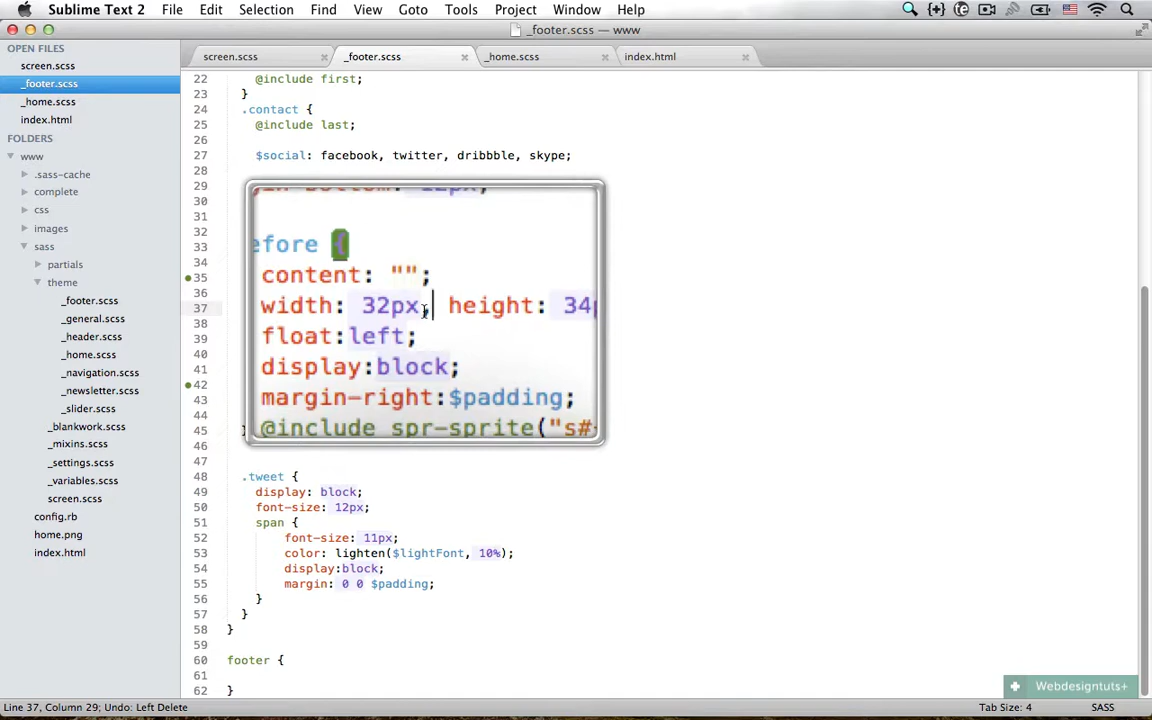 Sublime Text 2 File Edit Selection Find View Goto Tools Project Window Help
_footer.scss — www
OPEN FILES
screen.scss
_footer.scss
_home.scss
index.html
FOLDERS
www
.sass-cache
complete
css
images
sass
partials
theme
_footer.scss
_general.scss
_header.scss
_home.scss
_navigation.scss
_newsletter.scss
_slider.scss
_blankwork.scss
_mixins.scss
_settings.scss
_variables.scss
screen.scss
config.rb
home.png
index.html
screen.scss _footer.scss _home.scss index.html
22 @include first;
23 }
24 .contact {
25 @include last;
26
27 $social: facebook, twitter, dribbble, skype;
28
29
30
31
32
33
34
35
36
37
38
39
40
41
42
43
44
45
46
47
48 .tweet {
49 display: block;
50 font-size: 12px;
51 span {
52 font-size: 11px;
53 color: lighten($lightFont, 10%);
54 display:block;
55 margin: 0 0 $padding;
56 }
57 }
58 }
59
60 footer {
61
62 }
efore {
content: "";
width: 32px; height: 34p
float:left;
display:block;
margin-right:$padding;
@include spr-sprite("s#
Webdesigntuts+
Line 37, Column 29; Undo: Left Delete Tab Size: 4 SASS